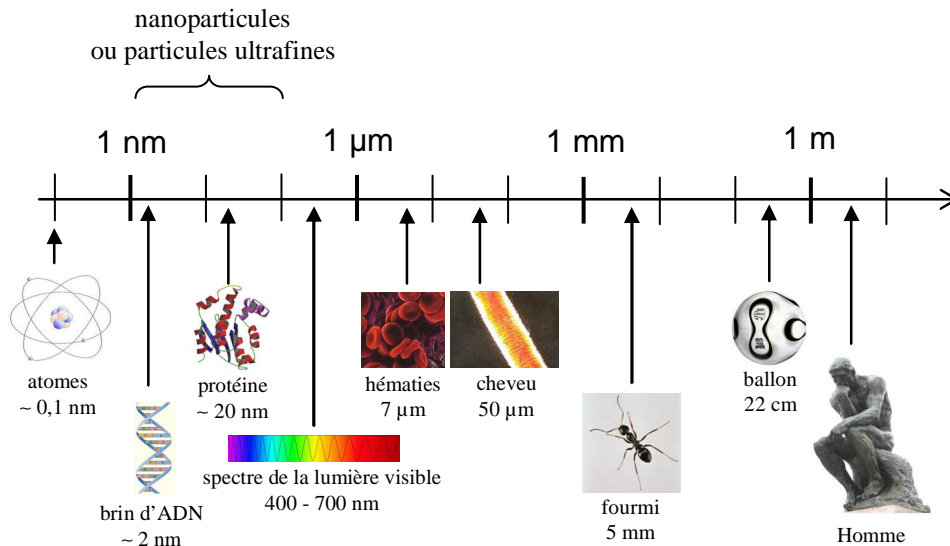 nanoparticules
ou particules ultrafines
1 nm
1 µm
1 mm
1 m
atomes
~ 0,1 nm
protéine
~ 20 nm
hématies
7 µm
cheveu
50 µm
ballon
22 cm
brin d'ADN
~ 2 nm
spectre de la lumière visible
400 - 700 nm
fourmi
5 mm
Homme